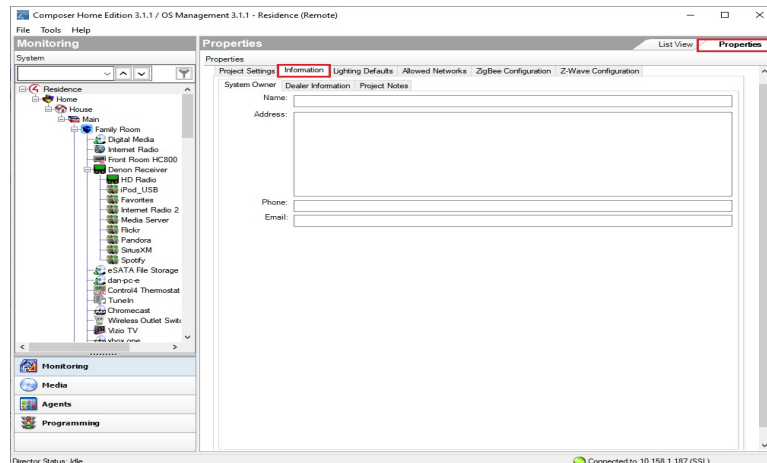 Composer Home Edition 3.1.1 / OS Management 3.1.1 - Residence (Remote)
File Tools Help
Monitoring
System
Residence
Home
House
Main
Family Room
Digital Media
Internet Radio
Front Room HC800
Denon Receiver
HD Radio
iPod_USB
Favorites
Internet Radio 2
Media Server
Flickr
Pandora
SiriusXM
Spotify
eSATA File Storage
dan-pc-e
Control4 Thermostat
TuneIn
Chromecast
Wireless Outlet Switc
Vizio TV
xbox one
Monitoring
Media
Agents
Programming
Properties
List View Properties
Properties
Project Settings Information Lighting Defaults Allowed Networks ZigBee Configuration Z-Wave Configuration
System Owner Dealer Information Project Notes
Name:
Address:
Phone:
Email:
Director Status: Idle
Connected to 10.158.1.187 (SSL)